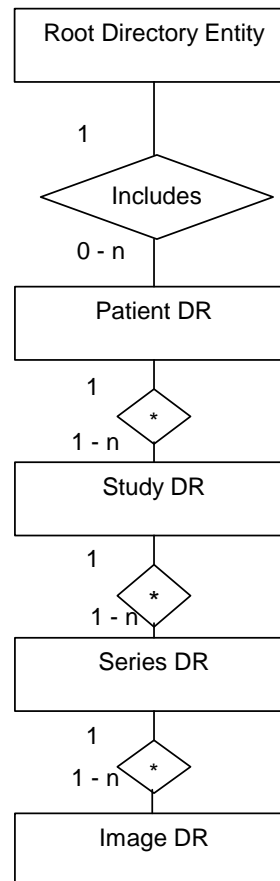 Root Directory Entity
1
Includes
0 - n
Patient DR
1
*
1 - n
Study DR
1
*
1 - n
Series DR
1
*
1 - n
Image DR